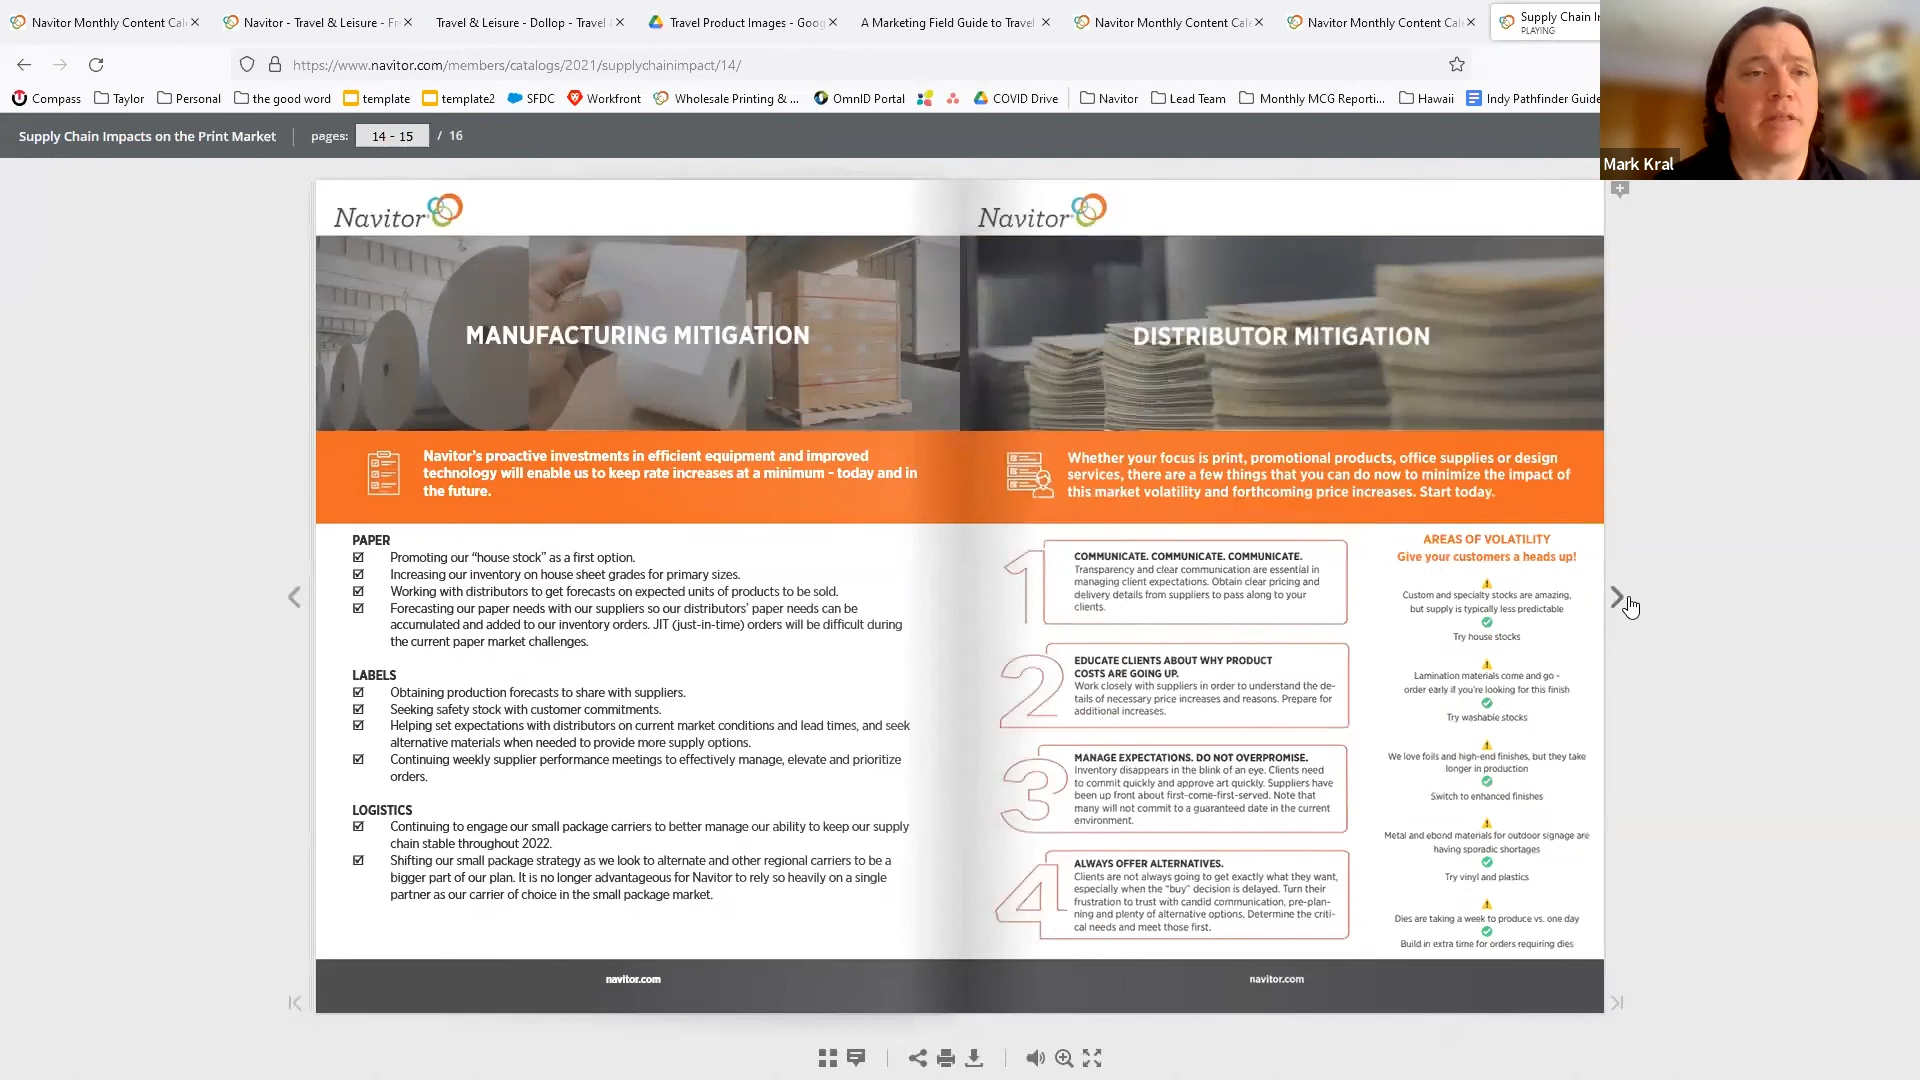 Navitor Monthly Content Cal
Navitor - Travel & Leisure - Fr
Travel & Leisure - Dollop - Travel
Travel Product Images - Goog
A Marketing Field Guide to Travel
Navitor Monthly Content Cale
Navitor Monthly Content Cal
Supply Chain In
PLAYING
https://www.navitor.com/members/catalogs/2021/supplychainimpact/14/
Compass
Taylor
Personal
the good word
template
template2
SFDC
Workfront
Wholesale Printing & ...
OmnID Portal
COVID Drive
Navitor
Lead Team
Monthly MCG Reporti...
Hawaii
Indy Pathfinder Guide
Mark Kral
Supply Chain Impacts on the Print Market
pages:
14 - 15
/ 16
Navitor
MANUFACTURING MITIGATION
Navitor's proactive investments in efficient equipment and improved
technology will enable us to keep rate increases at a minimum - today and in
the future.
PAPER
Promoting our "house stock" as a first option.
Increasing our inventory on house sheet grades for primary sizes.
Working with distributors to get forecasts on expected units of products to be sold.
Forecasting our paper needs with our suppliers so our distributors' paper needs can be
accumulated and added to our inventory orders. JIT (just-in-time) orders will be difficult during
the current paper market challenges.
LABELS
Obtaining production forecasts to share with suppliers.
Seeking safety stock with customer commitments.
Helping set expectations with distributors on current market conditions and lead times, and seek
alternative materials when needed to provide more supply options.
Continuing weekly supplier performance meetings to effectively manage, elevate and prioritize
orders.
LOGISTICS
Continuing to engage our small package carriers to better manage our ability to keep our supply
chain stable throughout 2022.
Shifting our small package strategy as we look to alternate and other regional carriers to be a
bigger part of our plan. It is no longer advantageous for Navitor to rely so heavily on a single
partner as our carrier of choice in the small package market.
navitor.com
Navitor
DISTRIBUTOR MITIGATION
Whether your focus is print, promotional products, office supplies or design
services, there are a few things that you can do now to minimize the impact of
this market volatility and forthcoming price increases. Start today.
1
COMMUNICATE. COMMUNICATE. COMMUNICATE.
Transparency and clear communication are essential in
managing client expectations. Obtain clear pricing and
delivery details from suppliers to pass along to your
clients.
2
EDUCATE CLIENTS ABOUT WHY PRODUCT
COSTS ARE GOING UP.
Work closely with suppliers in order to understand the de-
tails of necessary price increases and reasons. Prepare for
additional increases.
3
MANAGE EXPECTATIONS. DO NOT OVERPROMISE.
Inventory disappears in the blink of an eye. Clients need
to commit quickly and approve art quickly. Suppliers have
been up front about first-come-first-served. Note that
many will not commit to a guaranteed date in the current
environment.
4
ALWAYS OFFER ALTERNATIVES.
Clients are not always going to get exactly what they want,
especially when the "buy" decision is delayed. Turn their
frustration to trust with candid communication, pre-plan-
ning and plenty of alternative options. Determine the criti-
cal needs and meet those first.
AREAS OF VOLATILITY
Give your customers a heads up!
Custom and specialty stocks are amazing,
but supply is typically less predictable
Try house stocks
Lamination materials come and go -
order early if you're looking for this finish
Try washable stocks
We love foils and high-end finishes, but they take
longer in production
Switch to enhanced finishes
Metal and ebond materials for outdoor signage are
having sporadic shortages
Try vinyl and plastics
Dies are taking a week to produce vs. one day
Build in extra time for orders requiring dies
navitor.com